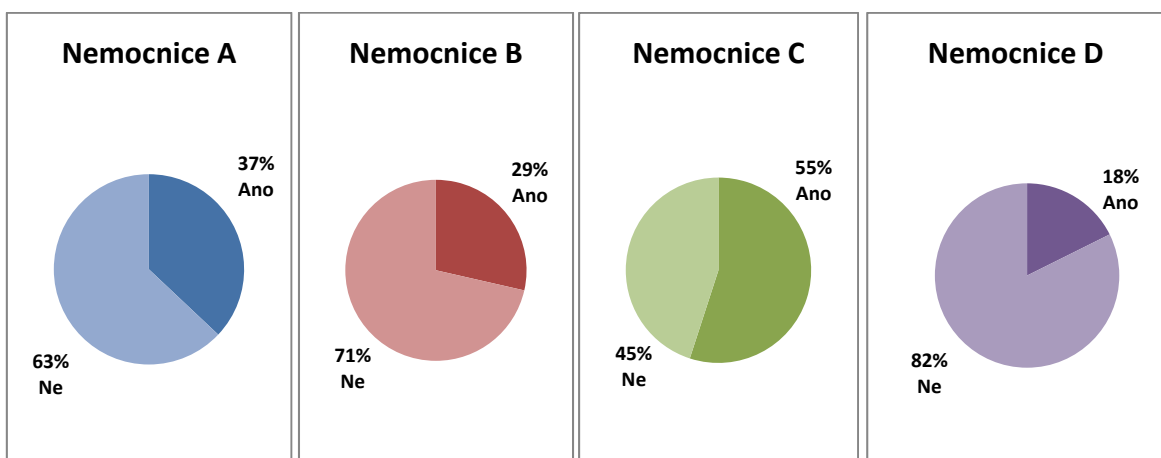 Nemocnice A
37%
Ano
63%
Ne
Nemocnice B
29%
Ano
71%
Ne
Nemocnice C
55%
Ano
45%
Ne
Nemocnice D
18%
Ano
82%
Ne